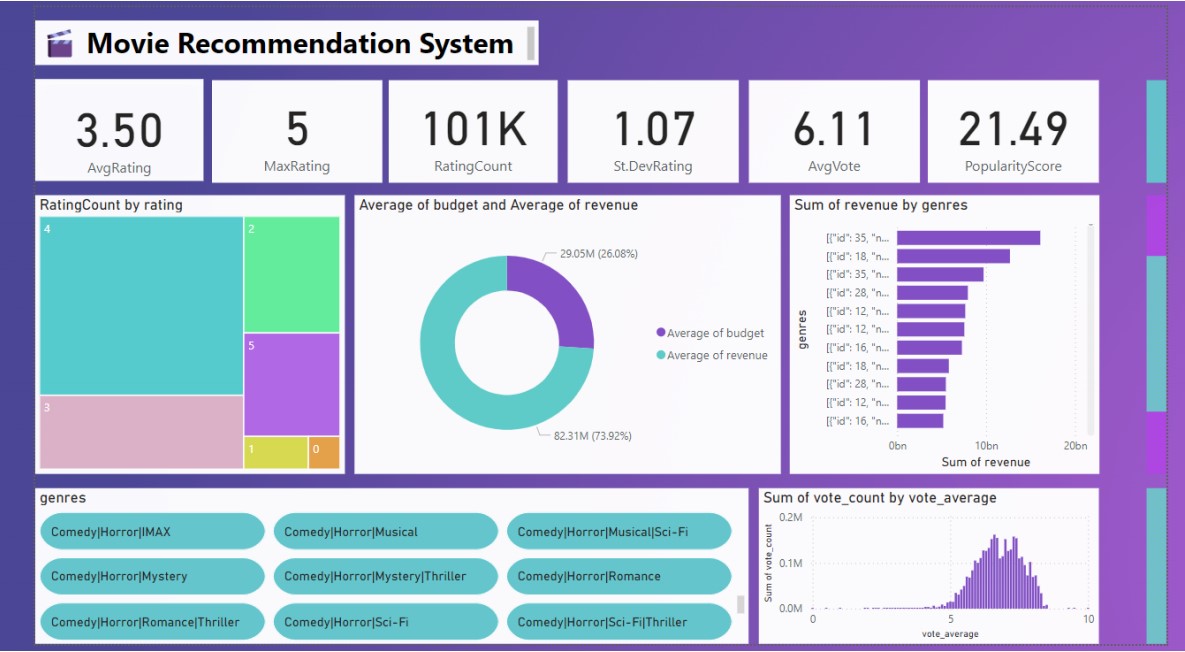 Movie Recommendation System
3.50
AvgRating
5
MaxRating
101K
RatingCount
1.07
St.DevRating
6.11
AvgVote
21.49
PopularityScore
RatingCount by rating
4
2
5
3
1
0
Average of budget and Average of revenue
29.05M (26.08%)
82.31M (73.92%)
Average of budget
Average of revenue
Sum of revenue by genres
genres
[{"id": 35, "n...
[{"id": 18, "n...
[{"id": 35, "n...
[{"id": 28, "n...
[{"id": 12, "n...
[{"id": 12, "n...
[{"id": 16, "n...
[{"id": 18, "n...
[{"id": 28, "n...
[{"id": 12, "n...
[{"id": 16, "n...
0bn 10bn 20bn
Sum of revenue
genres
Comedy|Horror|IMAX
Comedy|Horror|Musical
Comedy|Horror|Musical|Sci-Fi
Comedy|Horror|Mystery
Comedy|Horror|Mystery|Thriller
Comedy|Horror|Romance
Comedy|Horror|Romance|Thriller
Comedy|Horror|Sci-Fi
Comedy|Horror|Sci-Fi|Thriller
Sum of vote_count by vote_average
Sum of vote_count
0.2M
0.1M
0.0M
0 5 10
vote_average